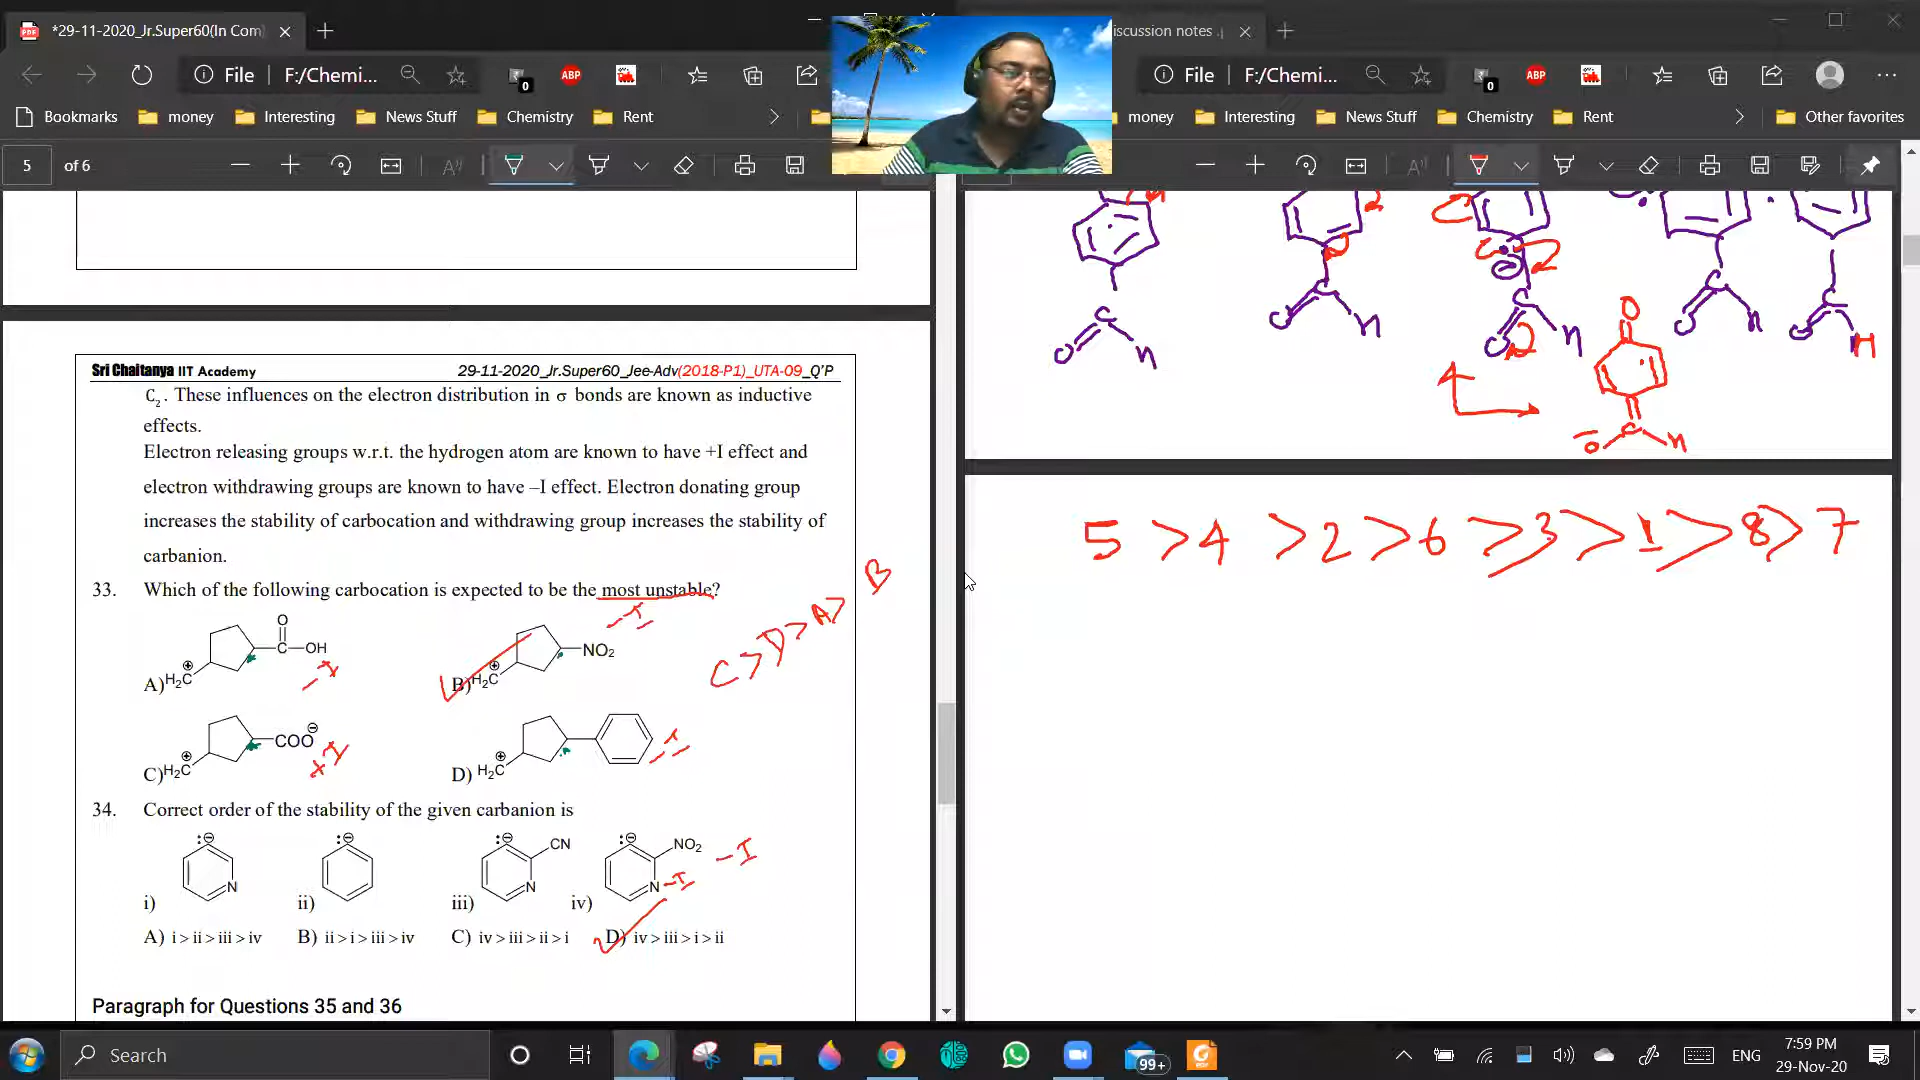 *29-11-2020_Jr.Super60(In Com
iscussion notes
File F:/Chemi...
File F:/Chemi...
Bookmarks money Interesting News Stuff Chemistry Rent
money Interesting News Stuff Chemistry Rent Other favorites
5 of 6
Sri Chaitanya IIT Academy 29-11-2020_Jr.Super60_Jee-Adv(2018-P1)_UTA-09_Q'P
C₂. These influences on the electron distribution in σ bonds are known as inductive
effects.
Electron releasing groups w.r.t. the hydrogen atom are known to have +I effect and
electron withdrawing groups are known to have –I effect. Electron donating group
increases the stability of carbocation and withdrawing group increases the stability of
carbanion.
33. Which of the following carbocation is expected to be the most unstable?
A) H₂C⊕ O C OH -I
B) H₂C⊕ NO₂ -I
C) H₂C⊕ COO⊖ +I
D) H₂C⊕ -I
C > D > A > B
34. Correct order of the stability of the given carbanion is
i) :⊖ N
ii) :⊖
iii) :⊖ CN N
iv) :⊖ NO₂ N -I -I
A) i > ii > iii > iv B) ii > i > iii > iv C) iv > iii > ii > i D) iv > iii > i > ii
Paragraph for Questions 35 and 36
5 > 4 > 2 > 6 > 3 > 1 > 8 > 7
Search
99+
ENG
7:59 PM
29-Nov-20